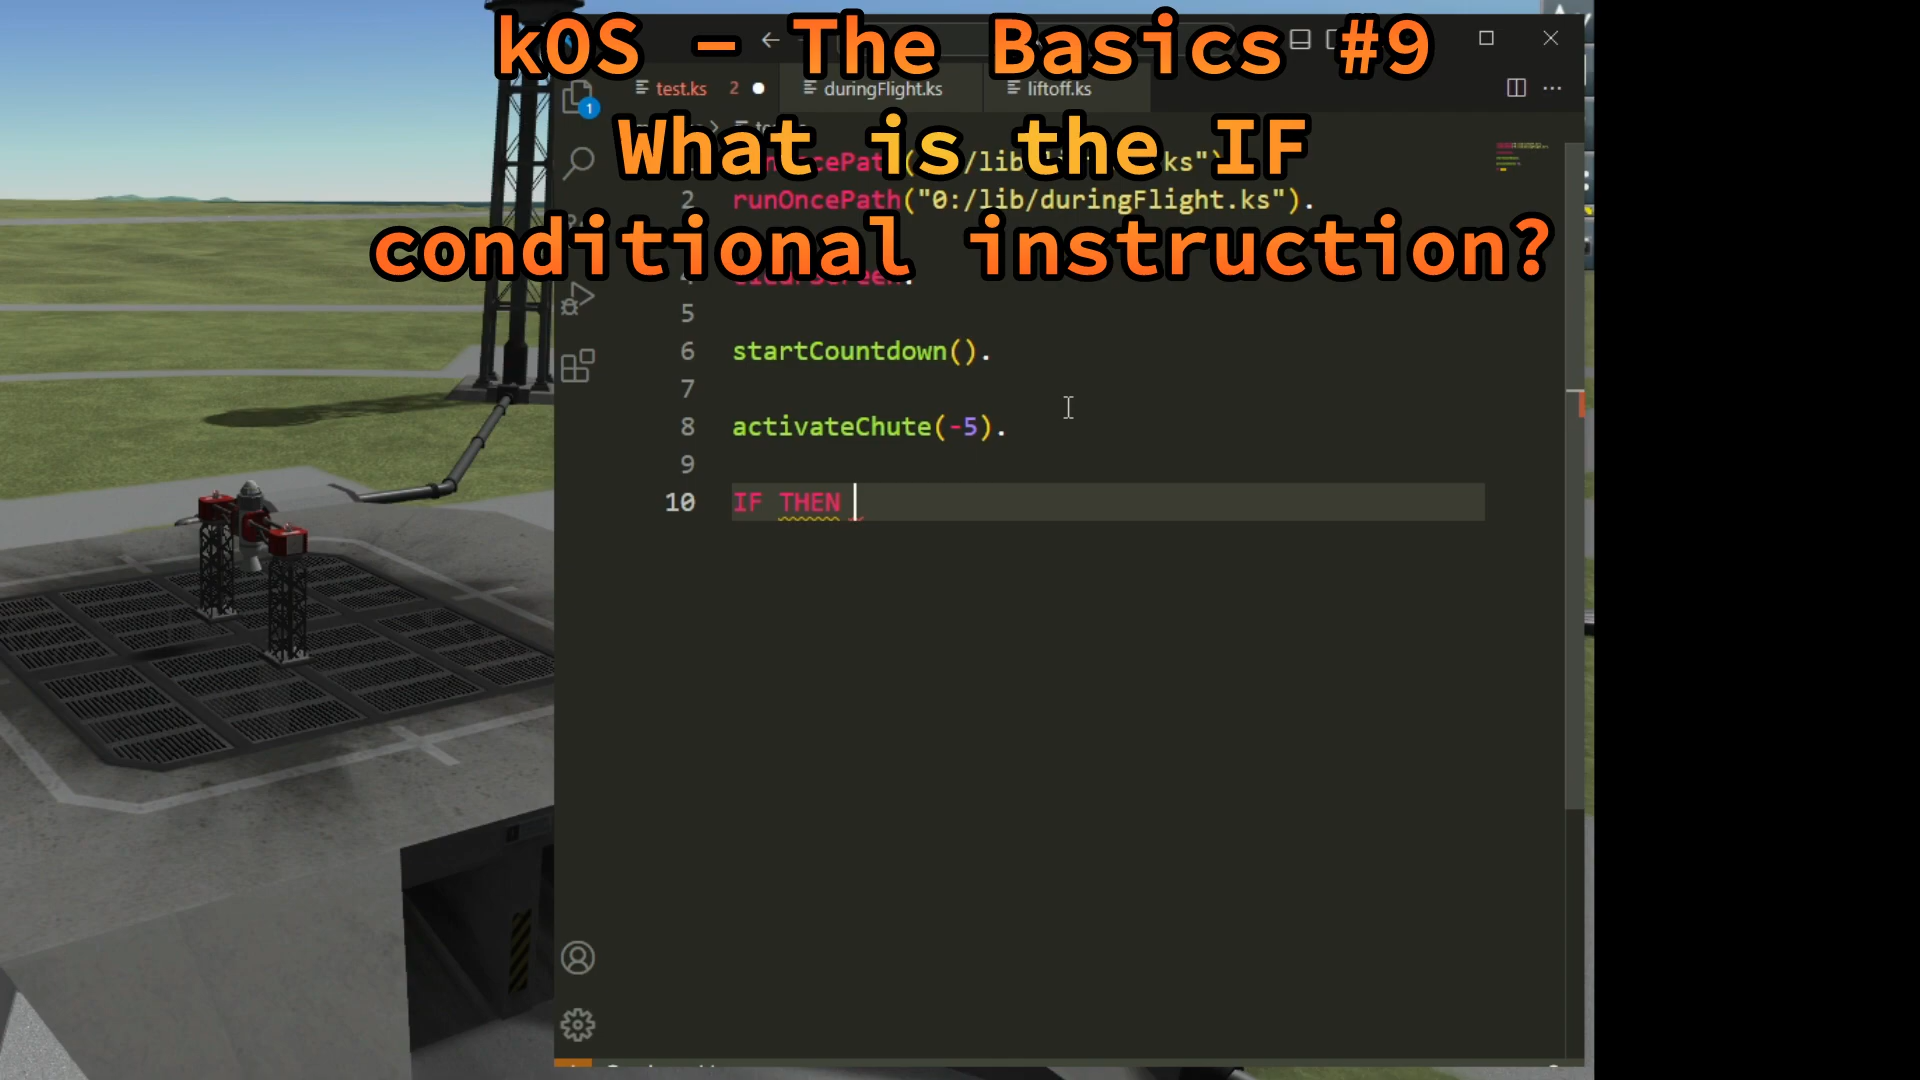 kOS – The Basics #9
What is the IF
conditional instruction?
test.ks 2
duringFlight.ks
liftoff.ks
1
2 runOncePath("0:/lib/duringFlight.ks").
5
6 startCountdown().
7
8 activateChute(-5).
9
10 IF THEN